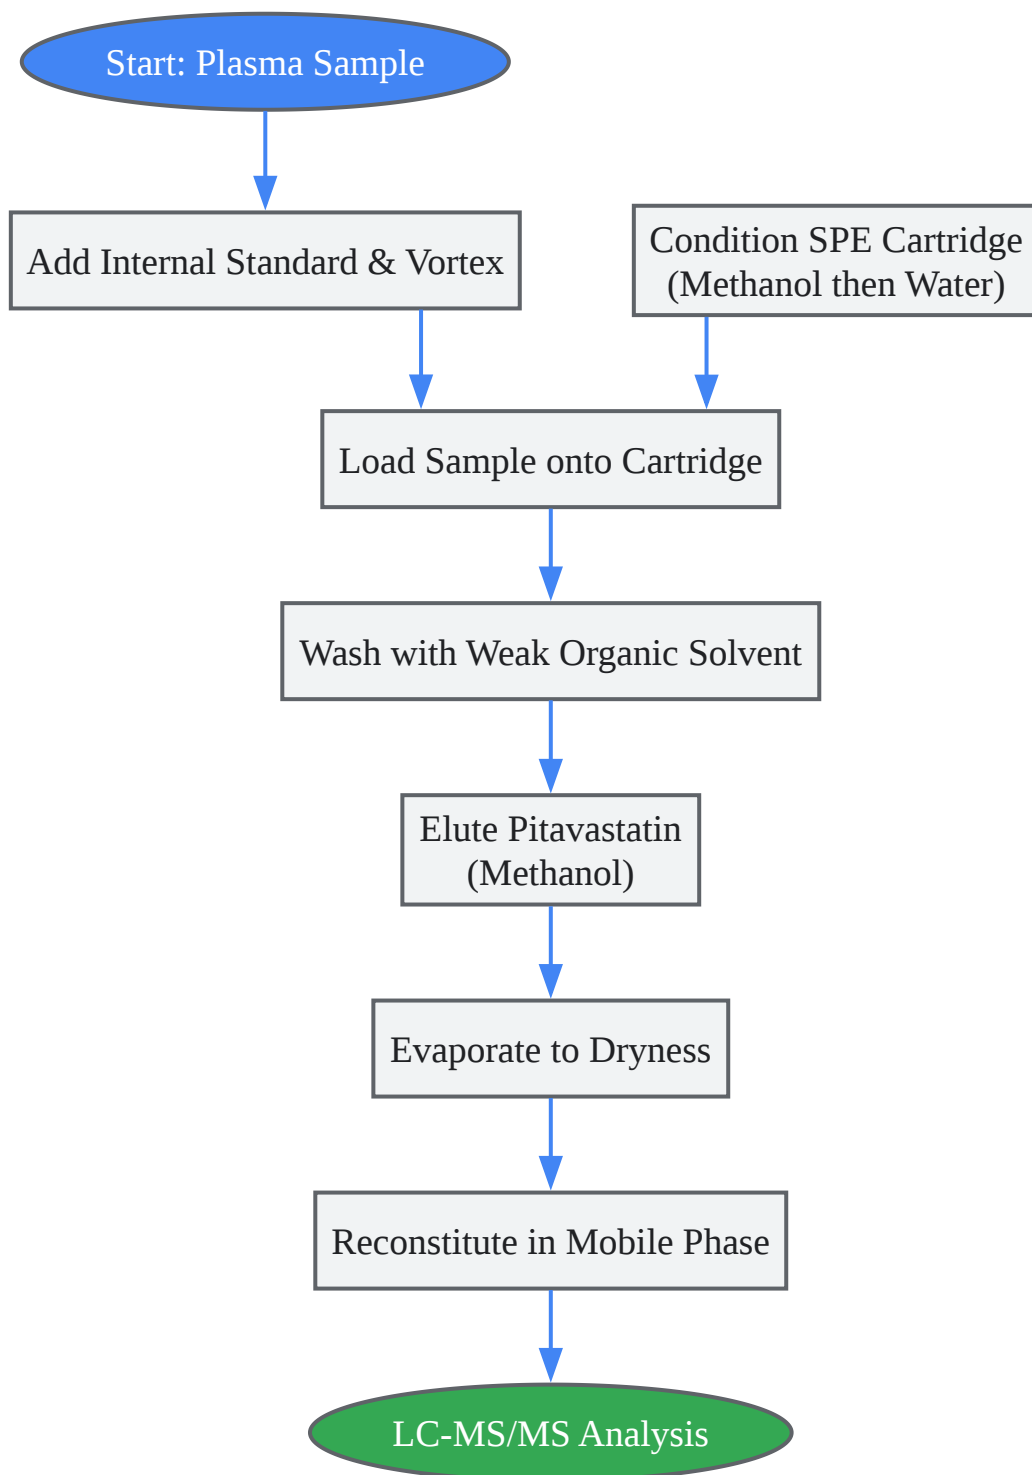 Start: Plasma Sample
Add Internal Standard & Vortex
Condition SPE Cartridge
(Methanol then Water)
Load Sample onto Cartridge
Wash with Weak Organic Solvent
Elute Pitavastatin
(Methanol)
Evaporate to Dryness
Reconstitute in Mobile Phase
LC-MS/MS Analysis